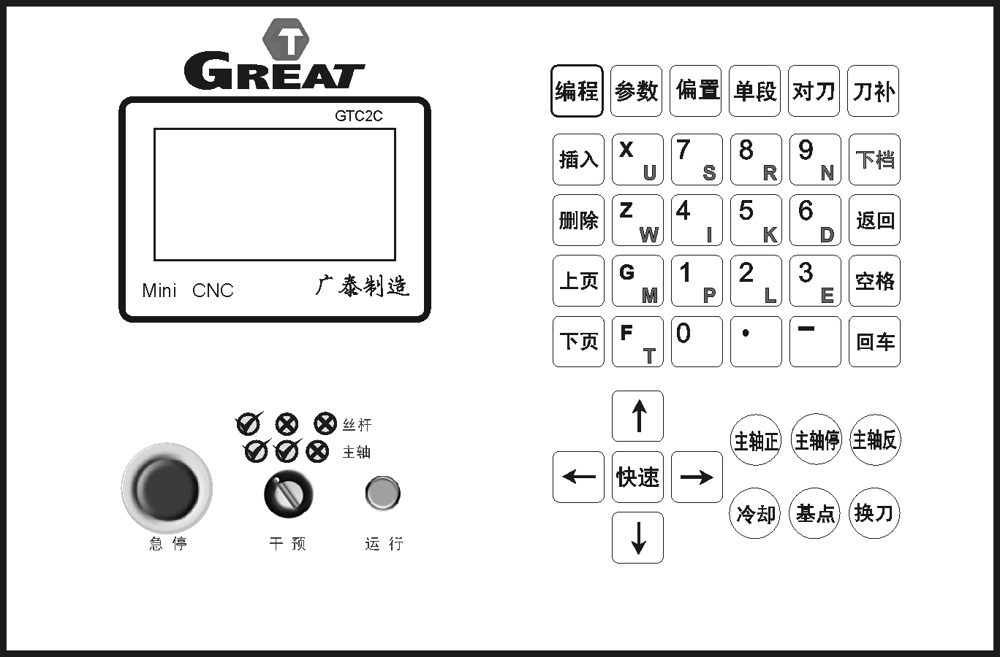 T
GREAT
GTC2C
Mini CNC 广泰制造
编程 参数 偏置 单段 对刀 刀补
插入 X U 7 S 8 R 9 N 下档
删除 Z W 4 I 5 K 6 D 返回
上页 G M 1 P 2 L 3 E 空格
下页 F T 0 • − 回车
↑
← 快速 →
↓
主轴正 主轴停 主轴反
冷却 基点 换刀
丝杆
主轴
急停 干预 运行